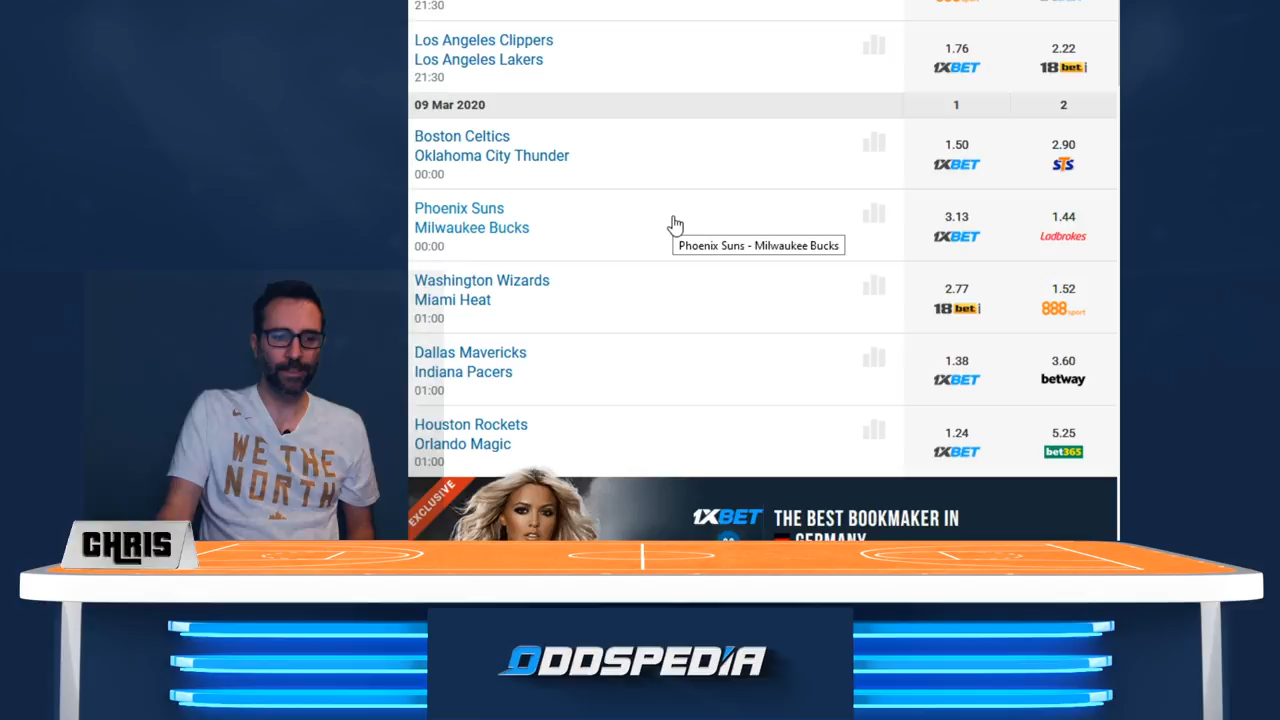 21:30
Los Angeles Clippers
Los Angeles Lakers
21:30
1.76
1XBET
2.22
18 bet
09 Mar 2020
1
2
Boston Celtics
Oklahoma City Thunder
00:00
1.50
1XBET
2.90
STS
Phoenix Suns
Milwaukee Bucks
00:00
3.13
1XBET
1.44
Ladbrokes
Phoenix Suns - Milwaukee Bucks
Washington Wizards
Miami Heat
01:00
2.77
18 bet
1.52
888sport
Dallas Mavericks
Indiana Pacers
01:00
1.38
1XBET
3.60
betway
Houston Rockets
Orlando Magic
01:00
1.24
1XBET
5.25
bet365
EXCLUSIVE
1XBET
THE BEST BOOKMAKER IN
GERMANY
WE THE
NORTH
CHRIS
ODDSPEDIA